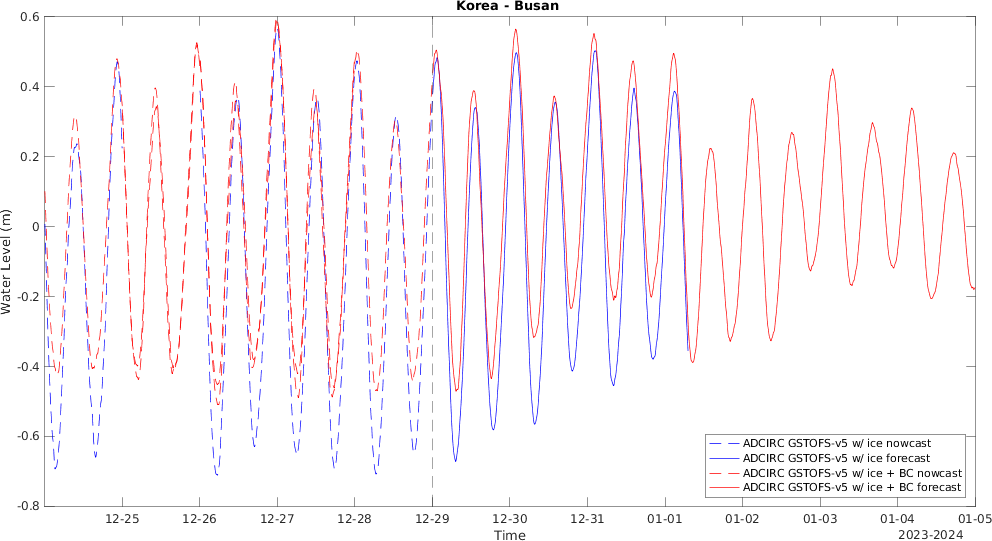 Korea - Busan
Water Level (m)
0.6
0.4
0.2
0
-0.2
-0.4
-0.6
-0.8
12-25 12-26 12-27 12-28 12-29 12-30 12-31 01-01 01-02 01-03 01-04 01-05
Time
2023-2024
ADCIRC GSTOFS-v5 w/ ice nowcast
ADCIRC GSTOFS-v5 w/ ice forecast
ADCIRC GSTOFS-v5 w/ ice + BC nowcast
ADCIRC GSTOFS-v5 w/ ice + BC forecast